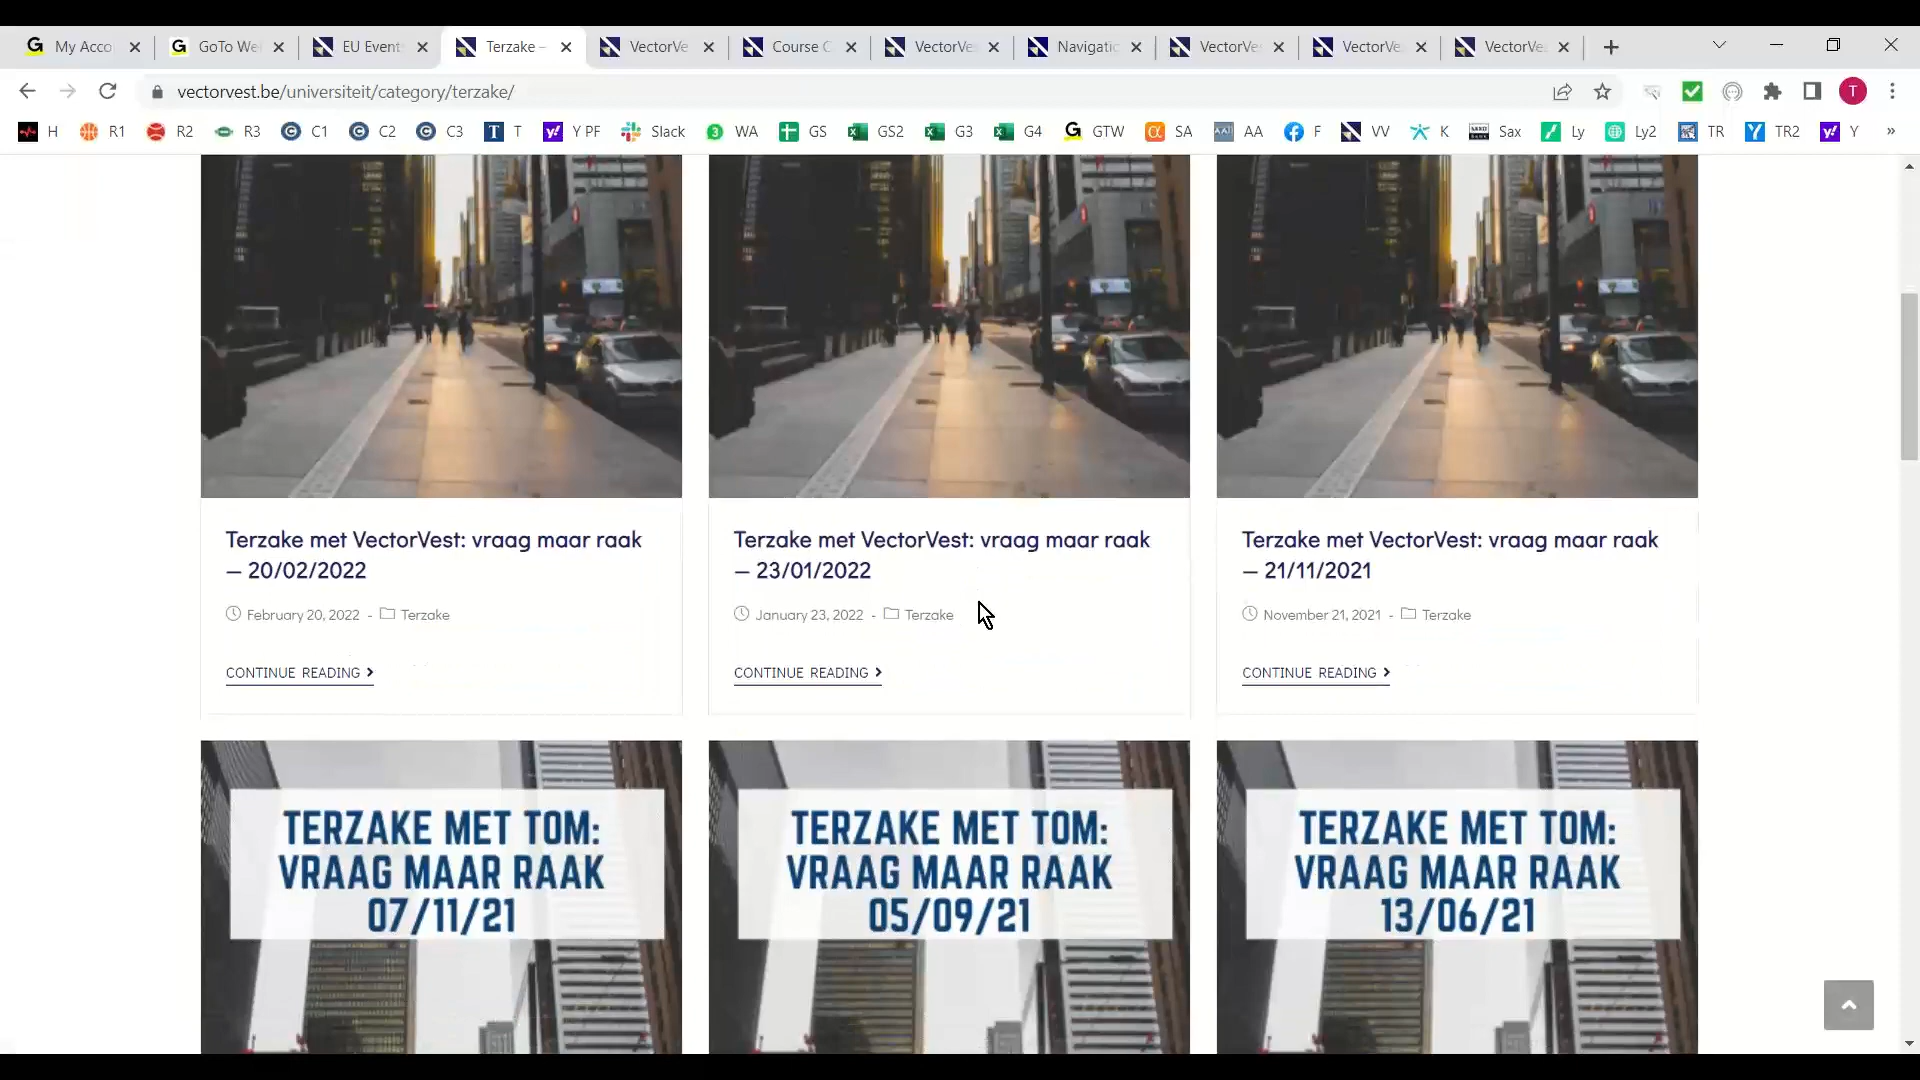 My Acco
GoTo We
EU Event
Terzake –
VectorVe
Course C
VectorVe
Navigatio
VectorVe
VectorVe
VectorVe
vectorvest.be/universiteit/category/terzake/
T
H R1 R2 R3 C1 C2 C3 T Y PF Slack WA GS GS2 G3 G4 GTW SA AA F VV K Sax Ly Ly2 TR TR2 Y »
Terzake met VectorVest: vraag maar raak
– 20/02/2022
February 20, 2022 - Terzake
CONTINUE READING
Terzake met VectorVest: vraag maar raak
– 23/01/2022
January 23, 2022 - Terzake
CONTINUE READING
Terzake met VectorVest: vraag maar raak
– 21/11/2021
November 21, 2021 - Terzake
CONTINUE READING
TERZAKE MET TOM:
VRAAG MAAR RAAK
07/11/21
TERZAKE MET TOM:
VRAAG MAAR RAAK
05/09/21
TERZAKE MET TOM:
VRAAG MAAR RAAK
13/06/21